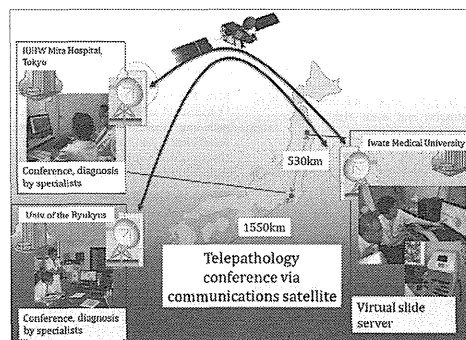 IUHW Mita Hospital,
Tokyo
Conference, diagnosis
by specialists
Univ. of the Ryukyus
Conference, diagnosis
by specialists
530km
1550km
Telepathology
conference via
communications satellite
Iwate Medical University
Virtual slide
server